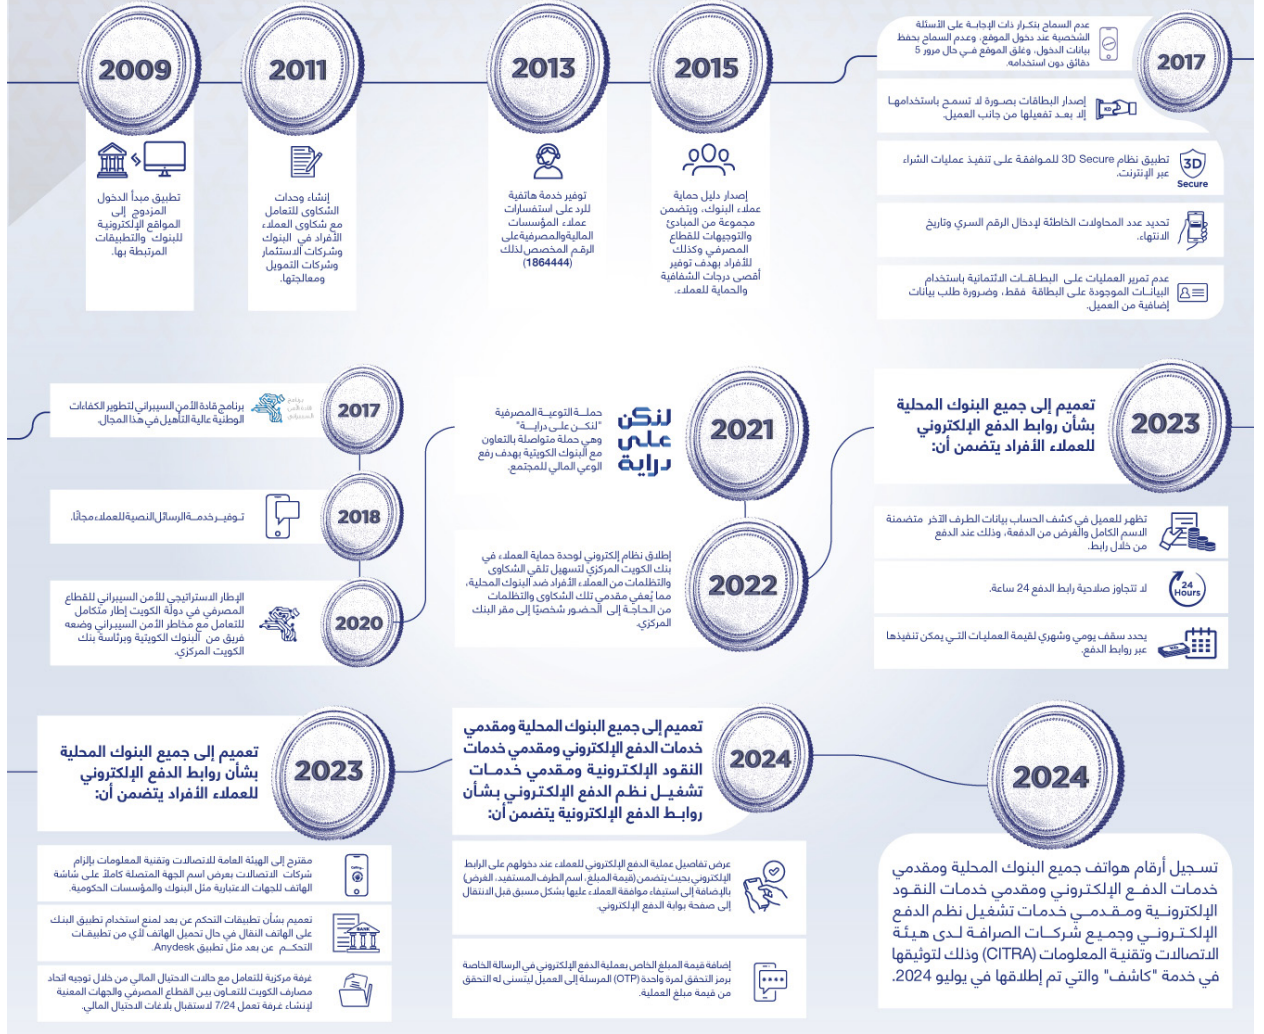 2009
تطبيق مبدأ الدخول
المزدوج إلى
المواقع الإلكترونية
للبنوك والتطبيقات
المرتبطة بها.
2011
إنشاء وحدات
الشكاوى للتعامل
مع شكاوى العملاء
الأفراد في البنوك
وشركات الاستثمار
وشركات التمويل
ومعالجتها.
2013
توفير خدمة هاتفية
للرد على استفسارات
عملاء المؤسسات
المالية والمصرفية على
الرقم المخصص لذلك
(1864444)
2015
إصدار دليل حماية
عملاء البنوك، ويتضمن
مجموعة من المبادئ
والتوجيهات للقطاع
المصرفي وكذلك
للأفراد بهدف توفير
أقصى درجات الشفافية
والحماية للعملاء.
2017
عدم السماح بتكرار ذات الإجابة على الأسئلة
الشخصية عند دخول الموقع، وعدم السماح بحفظ
بيانات الدخول، وغلق الموقع في حال مرور 5
دقائق دون استخدامه.
إصدار البطاقات بصورة لا تسمح باستخدامها
إلا بعد تفعيلها من جانب العميل.
3D
Secure
تطبيق نظام 3D Secure للموافقة على تنفيذ عمليات الشراء
عبر الإنترنت.
تحديد عدد المحاولات الخاطئة لإدخال الرقم السري وتاريخ
الانتهاء.
عدم تمرير العمليات على البطاقات الائتمانية باستخدام
البيانات الموجودة على البطاقة فقط، وضرورة طلب بيانات
إضافية من العميل.
2017
برنامج
قادة الأمن
السيبراني
برنامج قادة الأمن السيبراني لتطوير الكفاءات
الوطنية عالية التأهيل في هذا المجال.
2018
توفير خدمة الرسائل النصية للعملاء مجانًا.
2020
الإطار الاستراتيجي للأمن السيبراني للقطاع
المصرفي في دولة الكويت إطار متكامل
للتعامل مع مخاطر الأمن السيبراني وضعه
فريق من البنوك الكويتية وبرئاسة بنك
الكويت المركزي.
2021
لنكن
على
دراية
حملة التوعية المصرفية
"لنكن على دراية"
وهي حملة متواصلة بالتعاون
مع البنوك الكويتية بهدف رفع
الوعي المالي للمجتمع.
2022
إطلاق نظام إلكتروني لوحدة حماية العملاء في
بنك الكويت المركزي لتسهيل تلقي الشكاوى
والتظلمات من العملاء الأفراد ضد البنوك المحلية،
مما يُعفي مقدمي تلك الشكاوى والتظلمات
من الحاجة إلى الحضور شخصيًا إلى مقر البنك
المركزي.
2023
تعميم إلى جميع البنوك المحلية
بشأن روابط الدفع الإلكتروني
للعملاء الأفراد يتضمن أن:
تظهر للعميل في كشف الحساب بيانات الطرف الآخر متضمنة
الاسم الكامل والغرض من الدفعة، وذلك عند الدفع
من خلال رابط.
24
Hours
لا تتجاوز صلاحية رابط الدفع 24 ساعة.
يحدد سقف يومي وشهري لقيمة العمليات التي يمكن تنفيذها
عبر روابط الدفع.
2023
تعميم إلى جميع البنوك المحلية
بشأن روابط الدفع الإلكتروني
للعملاء الأفراد يتضمن أن:
مقترح إلى الهيئة العامة للاتصالات وتقنية المعلومات بإلزام
شركات الاتصالات بعرض اسم الجهة المتصلة كاملاً على شاشة
الهاتف للجهات الاعتبارية مثل البنوك والمؤسسات الحكومية.
BANK
تعميم بشأن تطبيقات التحكم عن بعد لمنع استخدام تطبيق البنك
على الهاتف النقال في حال تحميل الهاتف لأي من تطبيقات
التحكم عن بعد مثل تطبيق Anydesk.
غرفة مركزية للتعامل مع حالات الاحتيال المالي من خلال توجيه اتحاد
مصارف الكويت للتعاون بين القطاع المصرفي والجهات المعنية
لإنشاء غرفة تعمل 7/24 لاستقبال بلاغات الاحتيال المالي.
2024
تعميم إلى جميع البنوك المحلية ومقدمي
خدمات الدفع الإلكتروني ومقدمي خدمات
النقود الإلكترونية ومقدمي خدمات
تشغيل نظم الدفع الإلكتروني بشأن
روابط الدفع الإلكترونية يتضمن أن:
عرض تفاصيل عملية الدفع الإلكتروني للعملاء عند دخولهم على الرابط
الإلكتروني بحيث يتضمن (قيمة المبلغ، اسم الطرف المستفيد، الغرض)
بالإضافة إلى استيفاء موافقة العملاء عليها بشكل مسبق قبل الانتقال
إلى صفحة بوابة الدفع الإلكتروني.
إضافة قيمة المبلغ الخاص بعملية الدفع الإلكتروني في الرسالة الخاصة
برمز التحقق لمرة واحدة (OTP) المرسلة إلى العميل ليتسنى له التحقق
من قيمة مبلغ العملية.
2024
تسجيل أرقام هواتف جميع البنوك المحلية ومقدمي
خدمات الدفع الإلكتروني ومقدمي خدمات النقود
الإلكترونية ومقدمي خدمات تشغيل نظم الدفع
الإلكتروني وجميع شركات الصرافة لدى هيئة
الاتصالات وتقنية المعلومات (CITRA) وذلك لتوثيقها
في خدمة "كاشف" والتي تم إطلاقها في يوليو 2024.